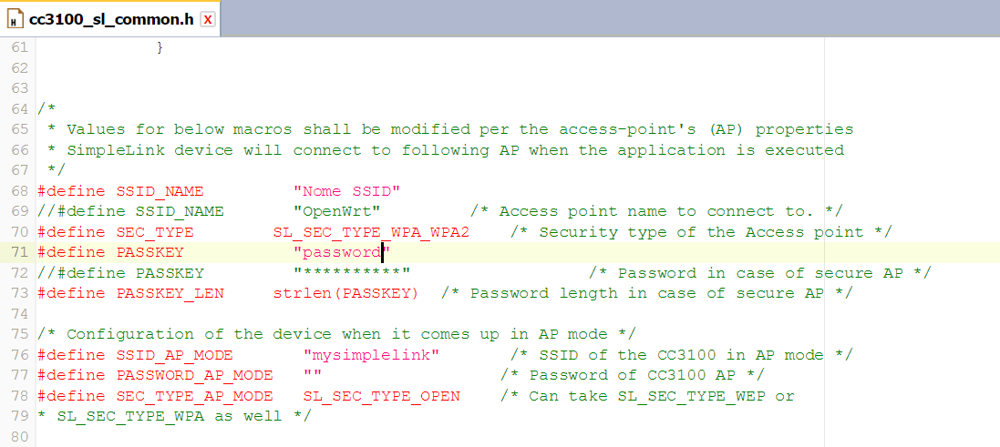 cc3100_sl_common.h x
61 }
62
63
64 /*
65 * Values for below macros shall be modified per the access-point's (AP) properties
66 * SimpleLink device will connect to following AP when the application is executed
67 */
68 #define SSID_NAME "Nome SSID"
69 //#define SSID_NAME "OpenWrt" /* Access point name to connect to. */
70 #define SEC_TYPE SL_SEC_TYPE_WPA_WPA2 /* Security type of the Access point */
71 #define PASSKEY "password"
72 //#define PASSKEY "**********" /* Password in case of secure AP */
73 #define PASSKEY_LEN strlen(PASSKEY) /* Password length in case of secure AP */
74
75 /* Configuration of the device when it comes up in AP mode */
76 #define SSID_AP_MODE "mysimplelink" /* SSID of the CC3100 in AP mode */
77 #define PASSWORD_AP_MODE "" /* Password of CC3100 AP */
78 #define SEC_TYPE_AP_MODE SL_SEC_TYPE_OPEN /* Can take SL_SEC_TYPE_WEP or
79 * SL_SEC_TYPE_WPA as well */
80